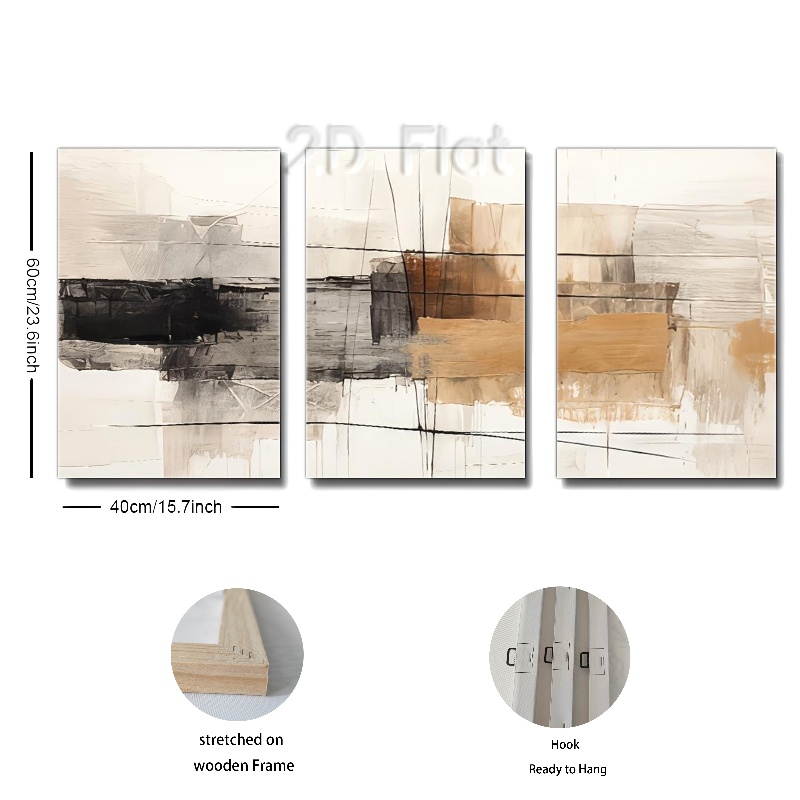 2D Flat
60cm/23.6inch
40cm/15.7inch
stretched on
wooden Frame
Hook
Ready to Hang